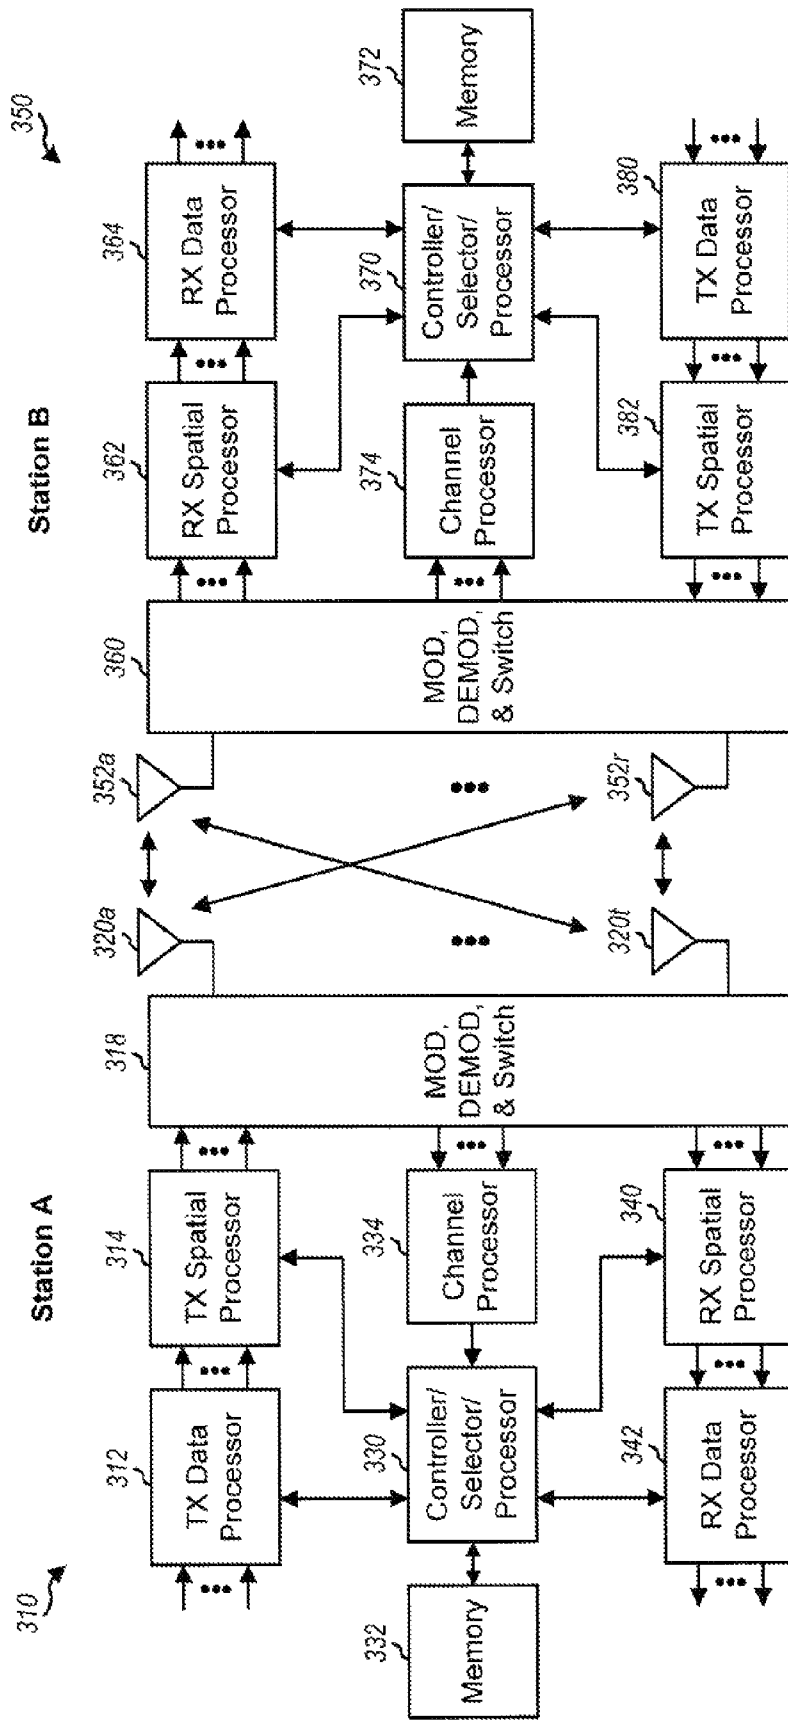 310
Station A
Station B
350
312
TX Data
Processor
314
TX Spatial
Processor
318
MOD,
DEMOD,
& Switch
320a
352a
360
MOD,
DEMOD,
& Switch
362
RX Spatial
Processor
364
RX Data
Processor
332
Memory
330
Controller/
Selector/
Processor
334
Channel
Processor
374
Channel
Processor
370
Controller/
Selector/
Processor
372
Memory
342
RX Data
Processor
340
RX Spatial
Processor
320t
352r
382
TX Spatial
Processor
380
TX Data
Processor